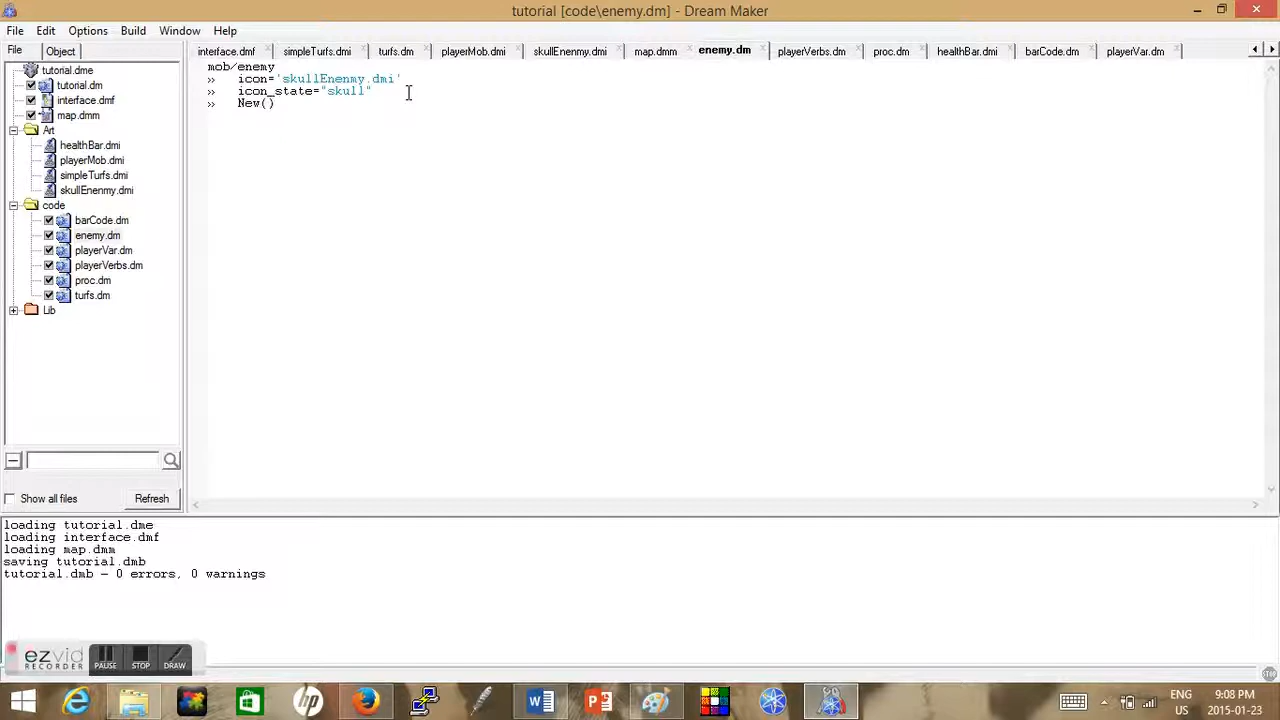 tutorial [code\enemy.dm] - Dream Maker
File Edit Options Build Window Help
File Object
interface.dmf simpleTurfs.dmi turfs.dm playerMob.dmi skullEnenmy.dmi map.dmm enemy.dm playerVerbs.dm proc.dm healthBar.dmi barCode.dm playerVar.dm
tutorial.dme
tutorial.dm
interface.dmf
map.dmm
Art
healthBar.dmi
playerMob.dmi
simpleTurfs.dmi
skullEnenmy.dmi
code
barCode.dm
enemy.dm
playerVar.dm
playerVerbs.dm
proc.dm
turfs.dm
Lib
mob/enemy
» icon='skullEnenmy.dmi'
» icon_state="skull"
» New()
Show all files Refresh
loading tutorial.dme
loading interface.dmf
loading map.dmm
saving tutorial.dmb
tutorial.dmb - 0 errors, 0 warnings
ezvid
RECORDER
PAUSE STOP DRAW
ENG
US
9:08 PM
2015-01-23